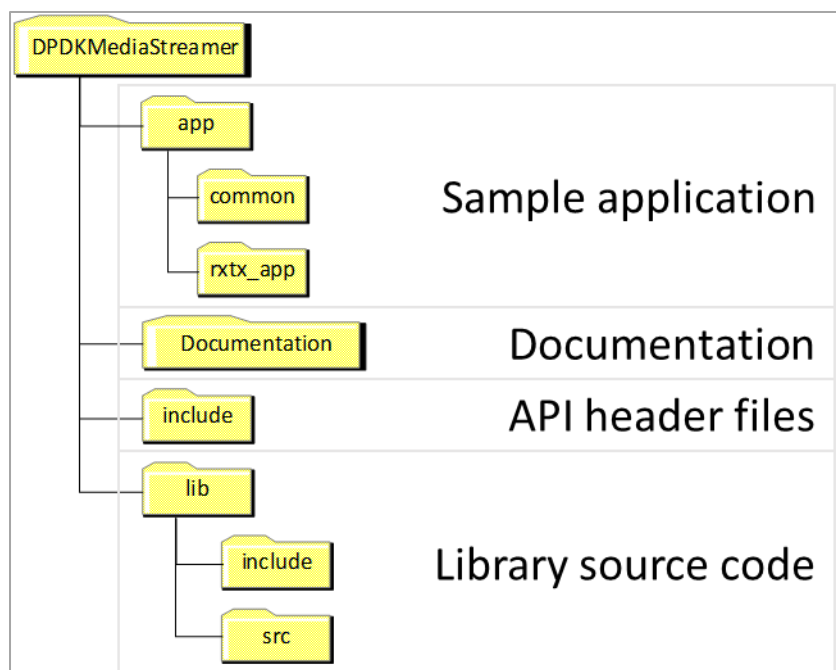 DPDKMediaStreamer
app
common
Sample application
rxtx_app
Documentation
Documentation
include
API header files
lib
include
Library source code
src